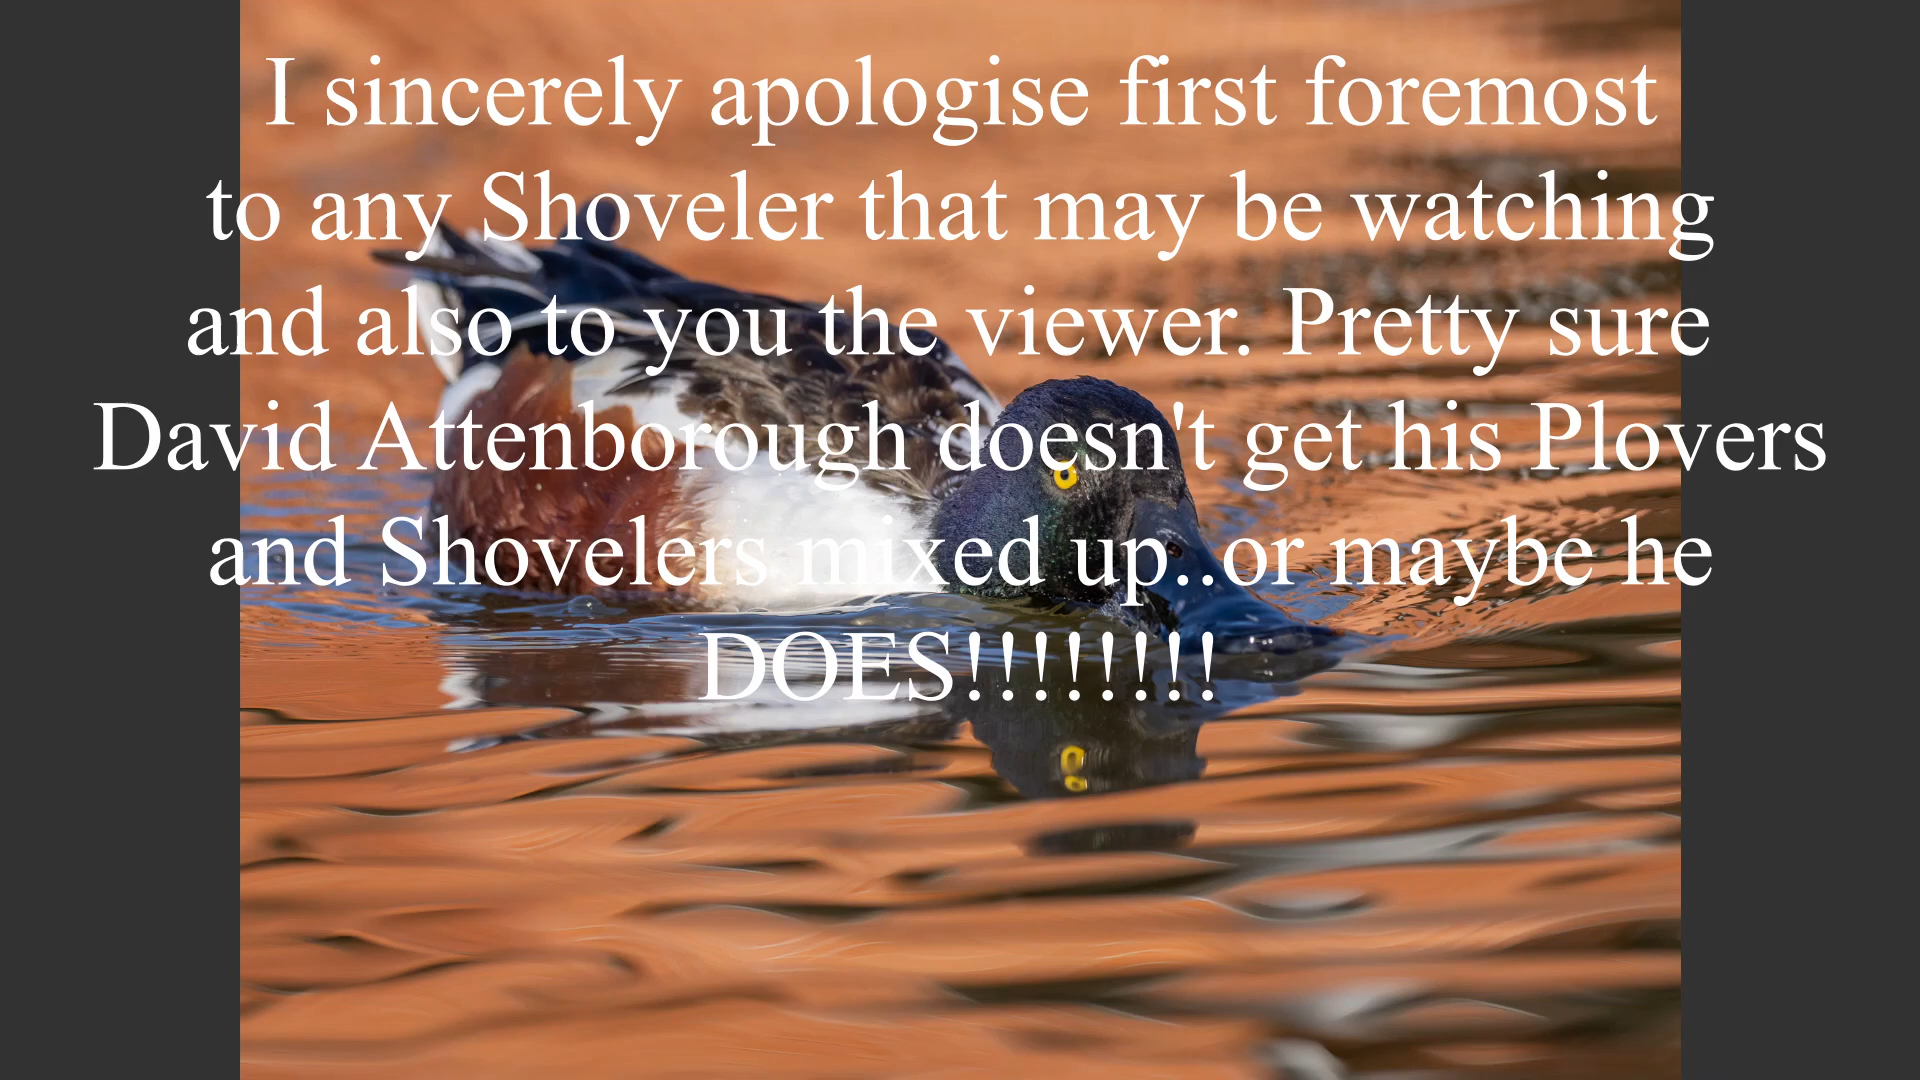 I sincerely apologise first foremost
to any Shoveler that may be watching
and also to you the viewer. Pretty sure
David Attenborough doesn't get his Plovers
and Shovelers mixed up..or maybe he
DOES!!!!!!!!